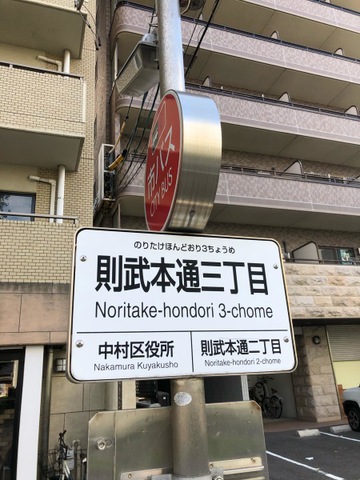 市バス
CITY BUS
のりたけほんどおり3ちょうめ
則武本通三丁目
Noritake-hondori 3-chome
中村区役所
Nakamura Kuyakusho
則武本通二丁目
Noritake-hondori 2-chome